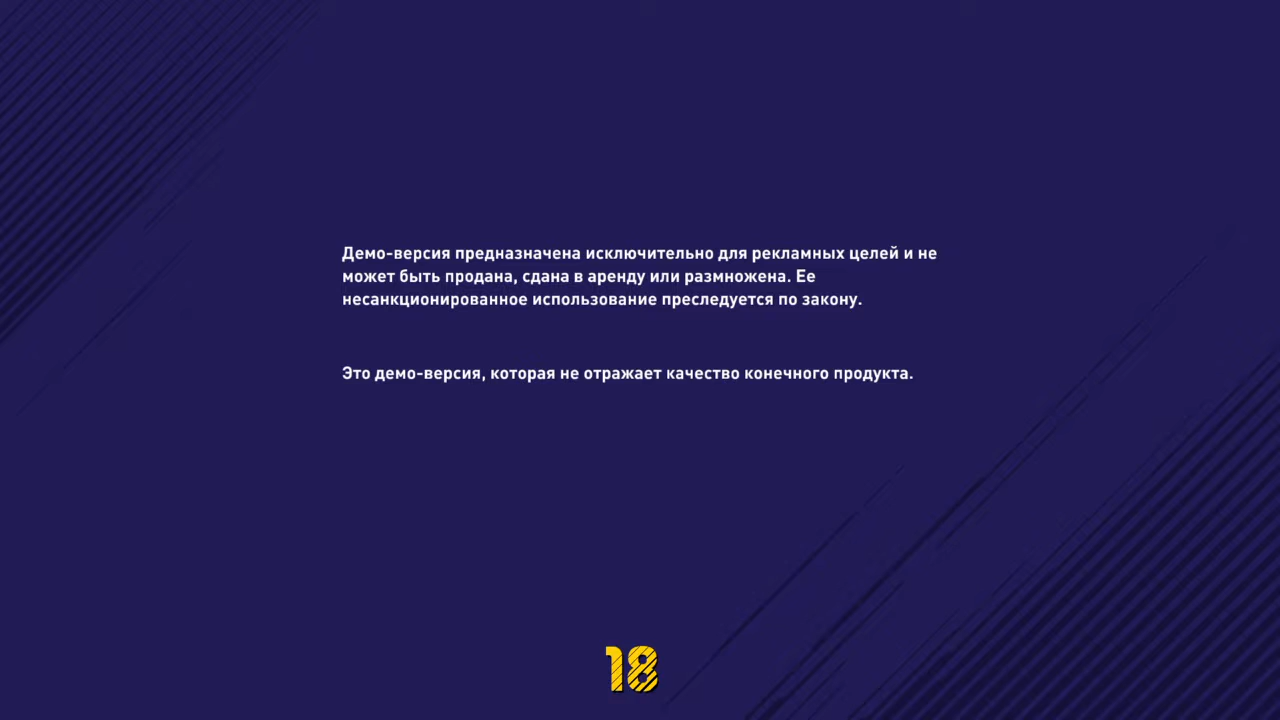 Демо-версия предназначена исключительно для рекламных целей и не
может быть продана, сдана в аренду или размножена. Ее
несанкционированное использование преследуется по закону.
Это демо-версия, которая не отражает качество конечного продукта.
18